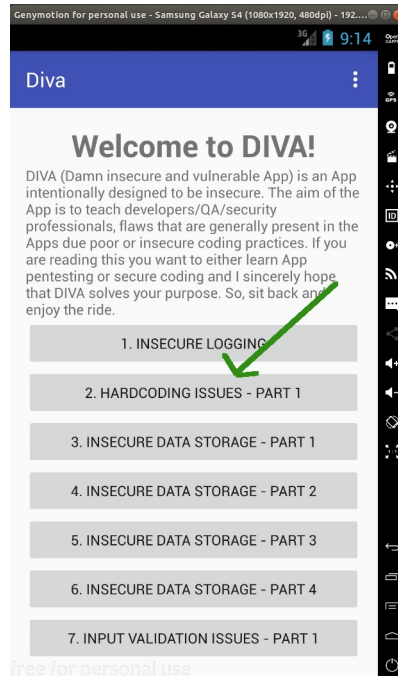 Genymotion for personal use - Samsung Galaxy S4 (1080x1920, 480dpi) - 192....
3G 9:14
Diva
Welcome to DIVA!
DIVA (Damn insecure and vulnerable App) is an App
intentionally designed to be insecure. The aim of the
App is to teach developers/QA/security
professionals, flaws that are generally present in the
Apps due poor or insecure coding practices. If you
are reading this you want to either learn App
pentesting or secure coding and I sincerely hope
that DIVA solves your purpose. So, sit back and
enjoy the ride.
1. INSECURE LOGGING
2. HARDCODING ISSUES - PART 1
3. INSECURE DATA STORAGE - PART 1
4. INSECURE DATA STORAGE - PART 2
5. INSECURE DATA STORAGE - PART 3
6. INSECURE DATA STORAGE - PART 4
7. INPUT VALIDATION ISSUES - PART 1
free for personal use
GPS
ID
1:1